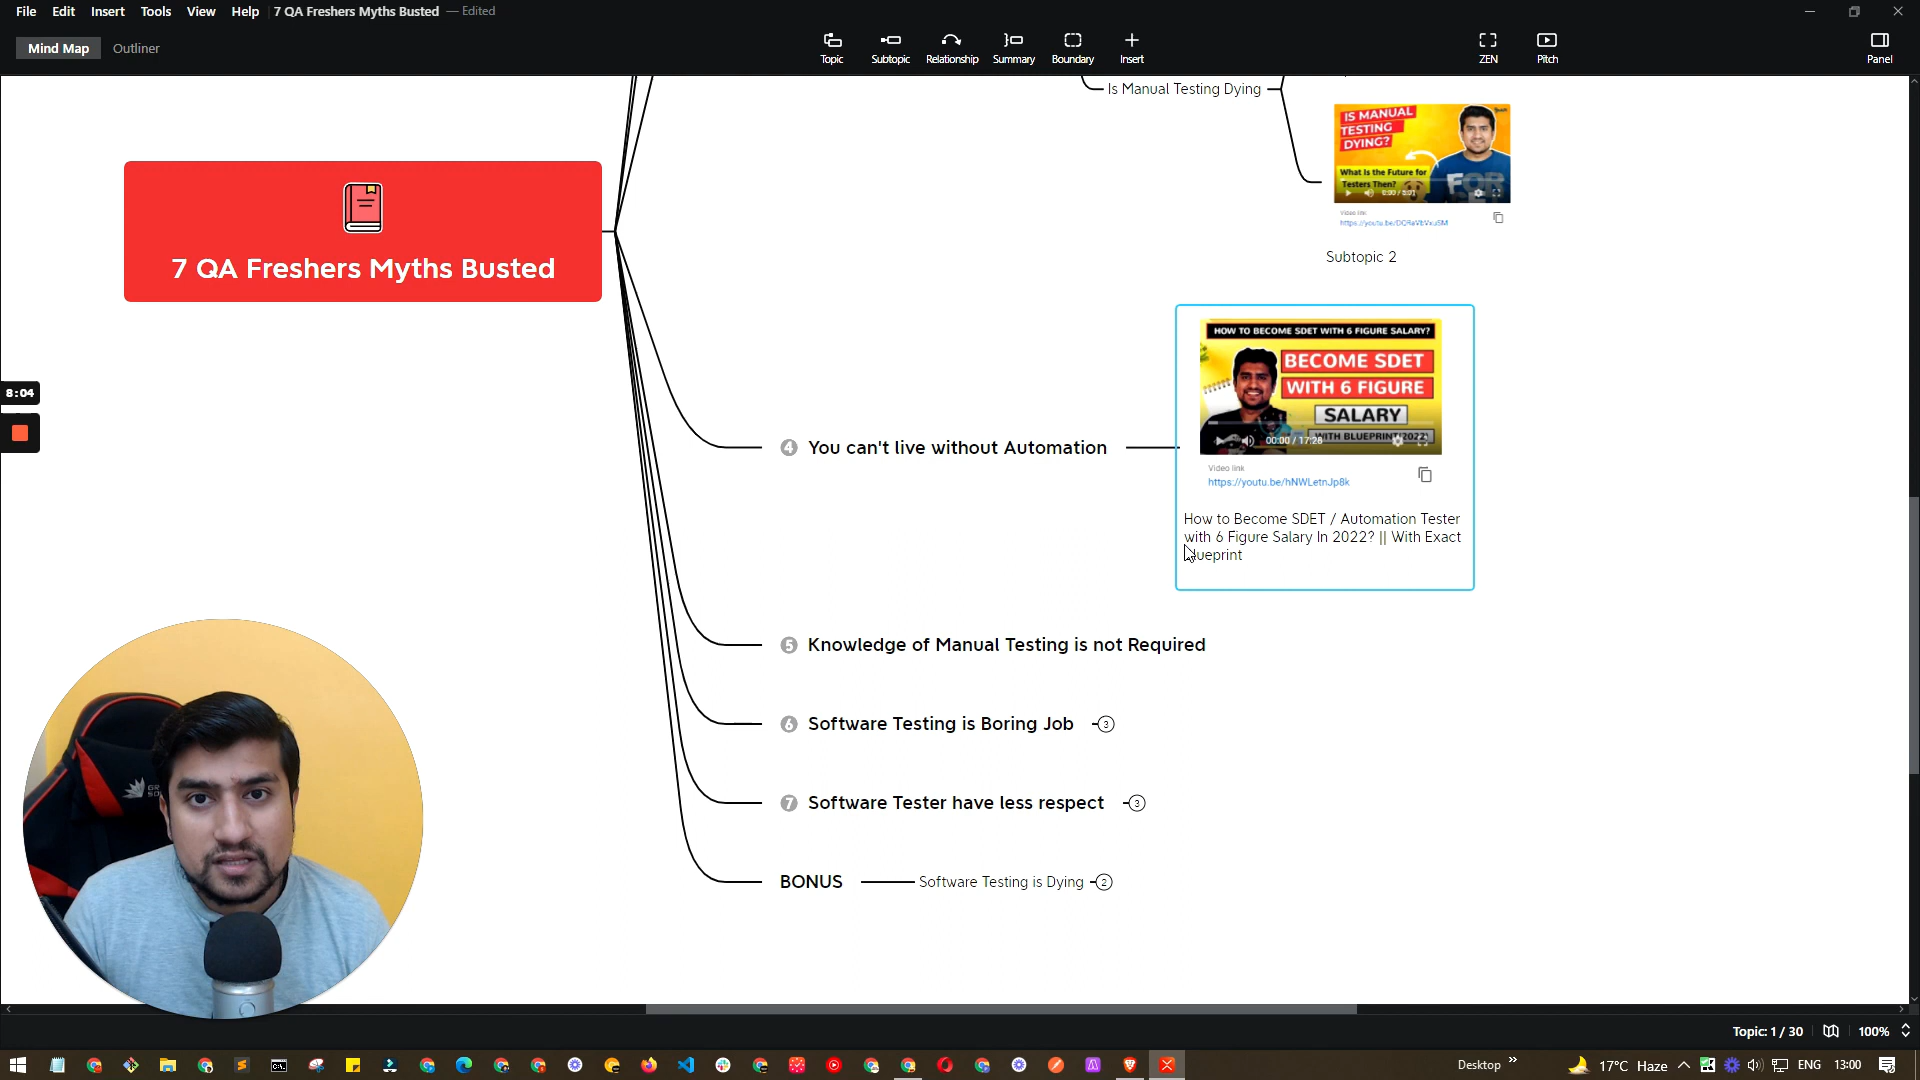 File Edit Insert Tools View Help 7 QA Freshers Myths Busted — Edited
Mind Map Outliner
Topic Subtopic Relationship Summary Boundary Insert
ZEN Pitch
Panel
Is Manual Testing Dying
IS MANUAL
TESTING
DYING?
What Is the Future for
Testers Then?
FOR
Video link
Subtopic 2
7 QA Freshers Myths Busted
HOW TO BECOME SDET WITH 6 FIGURE SALARY?
BECOME SDET
WITH 6 FIGURE
SALARY
WITH BLUEPRINT(2022)
00:00 / 17:28
Video link
https://youtu.be/hNWLetnJp8k
How to Become SDET / Automation Tester
with 6 Figure Salary In 2022? || With Exact
Blueprint
8:04
4 You can't live without Automation
5 Knowledge of Manual Testing is not Required
6 Software Testing is Boring Job 3
7 Software Tester have less respect 3
BONUS Software Testing is Dying 2
Topic: 1 / 30 100%
Desktop 17°C Haze ENG 13:00